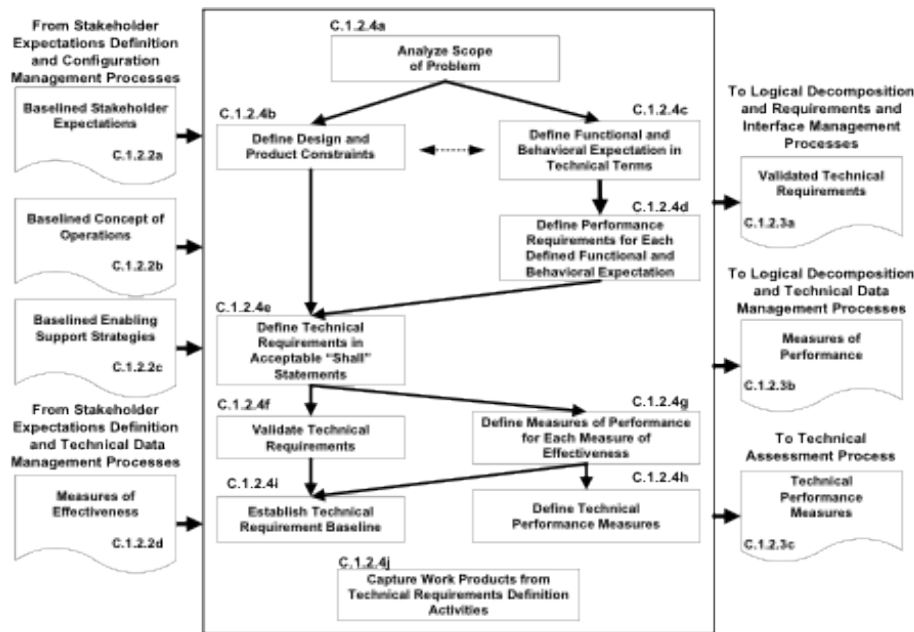 From Stakeholder
Expectations Definition
and Configuration
Management Processes
Baselined Stakeholder
Expectations
C.1.2.2a
Baselined Concept of
Operations
C.1.2.2b
Baselined Enabling
Support Strategies
C.1.2.2c
From Stakeholder
Expectations Definition
and Technical Data
Management Processes
Measures of
Effectiveness
C.1.2.2d
C.1.2.4a
Analyze Scope
of Problem
C.1.2.4b
Define Design and
Product Constraints
C.1.2.4c
Define Functional and
Behavioral Expectation in
Technical Terms
C.1.2.4d
Define Performance
Requirements for Each
Defined Functional and
Behavioral Expectation
C.1.2.4e
Define Technical
Requirements in
Acceptable “Shall”
Statements
C.1.2.4f
Validate Technical
Requirements
C.1.2.4g
Define Measures of Performance
for Each Measure of
Effectiveness
C.1.2.4i
Establish Technical
Requirement Baseline
C.1.2.4h
Define Technical
Performance Measures
C.1.2.4j
Capture Work Products from
Technical Requirements Definition
Activities
To Logical Decomposition
and Requirements and
Interface Management
Processes
Validated Technical
Requirements
C.1.2.3a
To Logical Decomposition
and Technical Data
Management Processes
Measures of
Performance
C.1.2.3b
To Technical
Assessment Process
Technical
Performance
Measures
C.1.2.3c